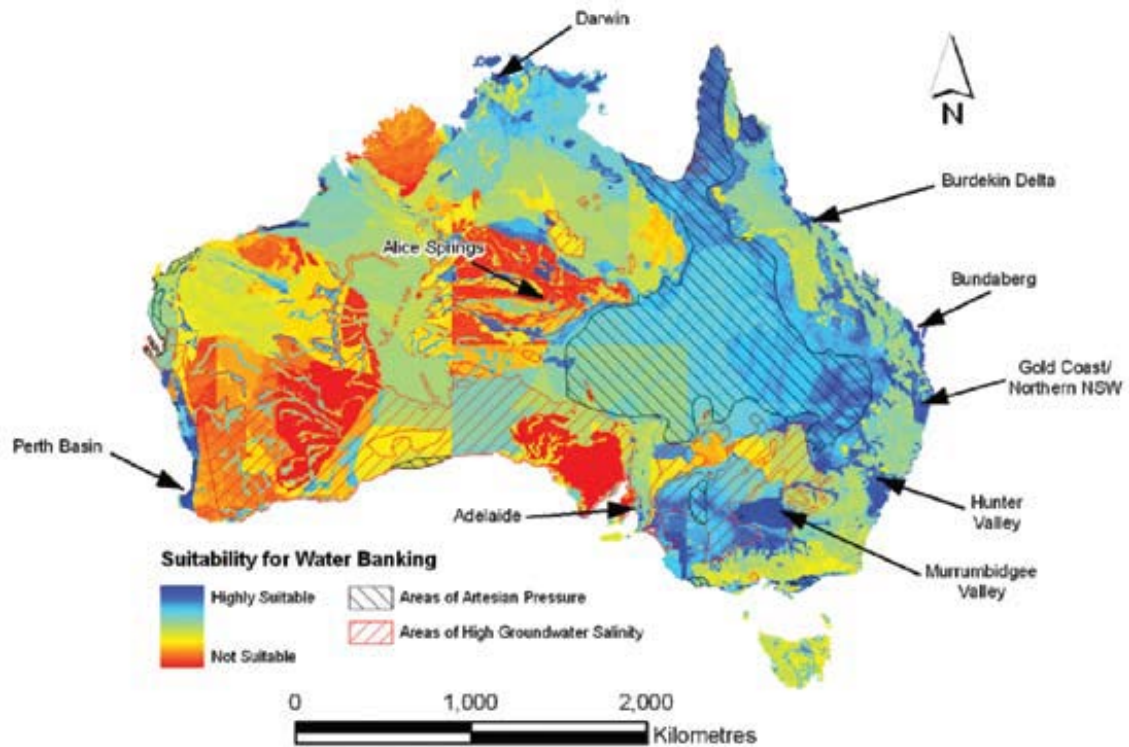 Darwin
N
Burdekin Delta
Alice Springs
Bundaberg
Gold Coast/
Northern NSW
Perth Basin
Adelaide
Hunter
Valley
Murrumbidgee
Valley
Suitability for Water Banking
Highly Suitable
Not Suitable
Areas of Artesian Pressure
Areas of High Groundwater Salinity
0 1,000 2,000
Kilometres